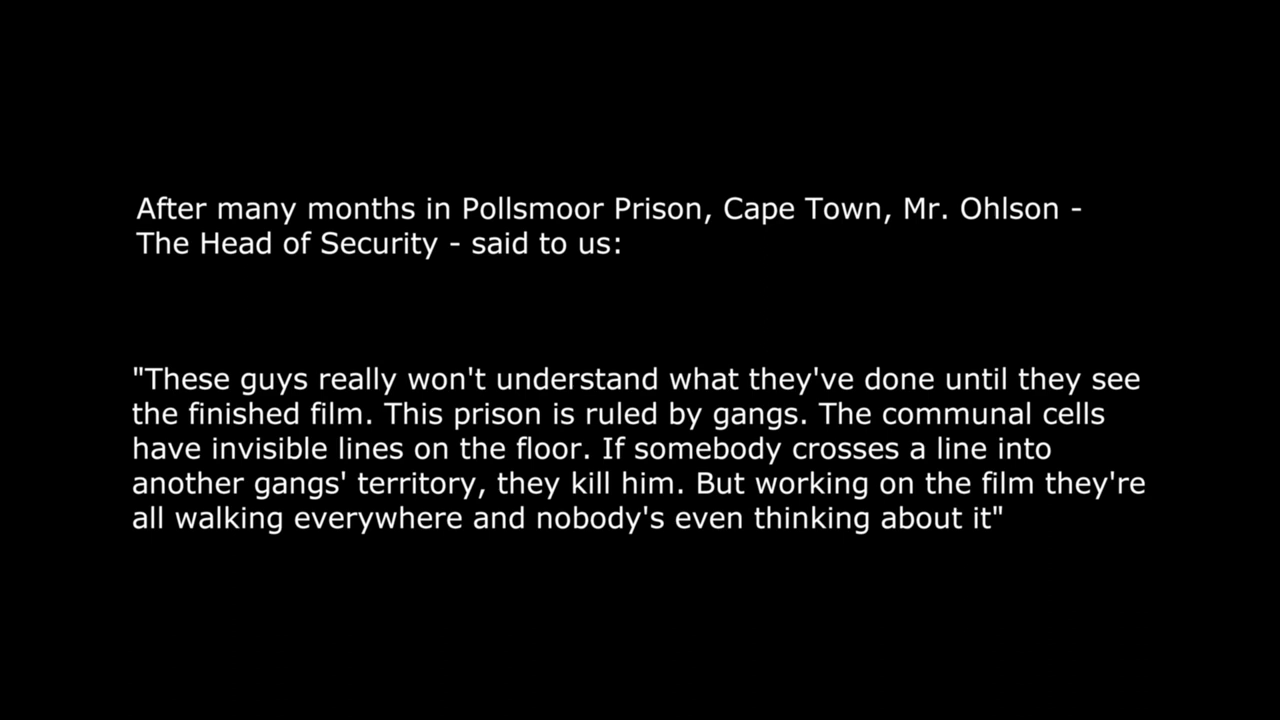 After many months in Pollsmoor Prison, Cape Town, Mr. Ohlson -
The Head of Security - said to us:
"These guys really won't understand what they've done until they see
the finished film. This prison is ruled by gangs. The communal cells
have invisible lines on the floor. If somebody crosses a line into
another gangs' territory, they kill him. But working on the film they're
all walking everywhere and nobody's even thinking about it"